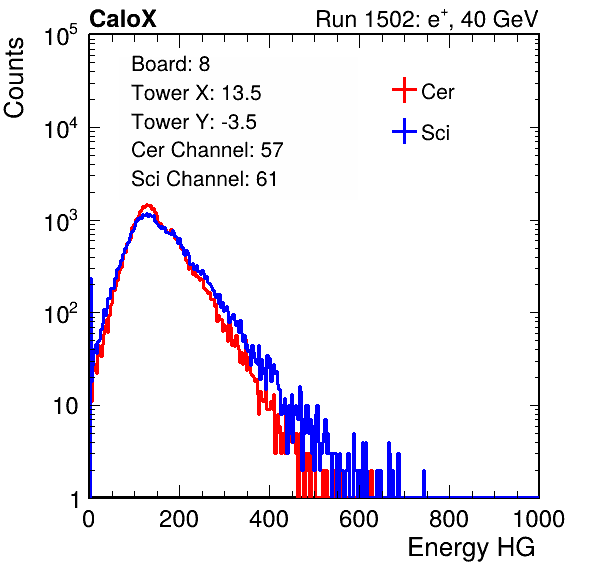 CaloX Run 1502: e⁺, 40 GeV
Counts
Board: 8
Tower X: 13.5
Tower Y: -3.5
Cer Channel: 57
Sci Channel: 61
Cer
Sci
10⁵
10⁴
10³
10²
10
1
0 200 400 600 800 1000
Energy HG